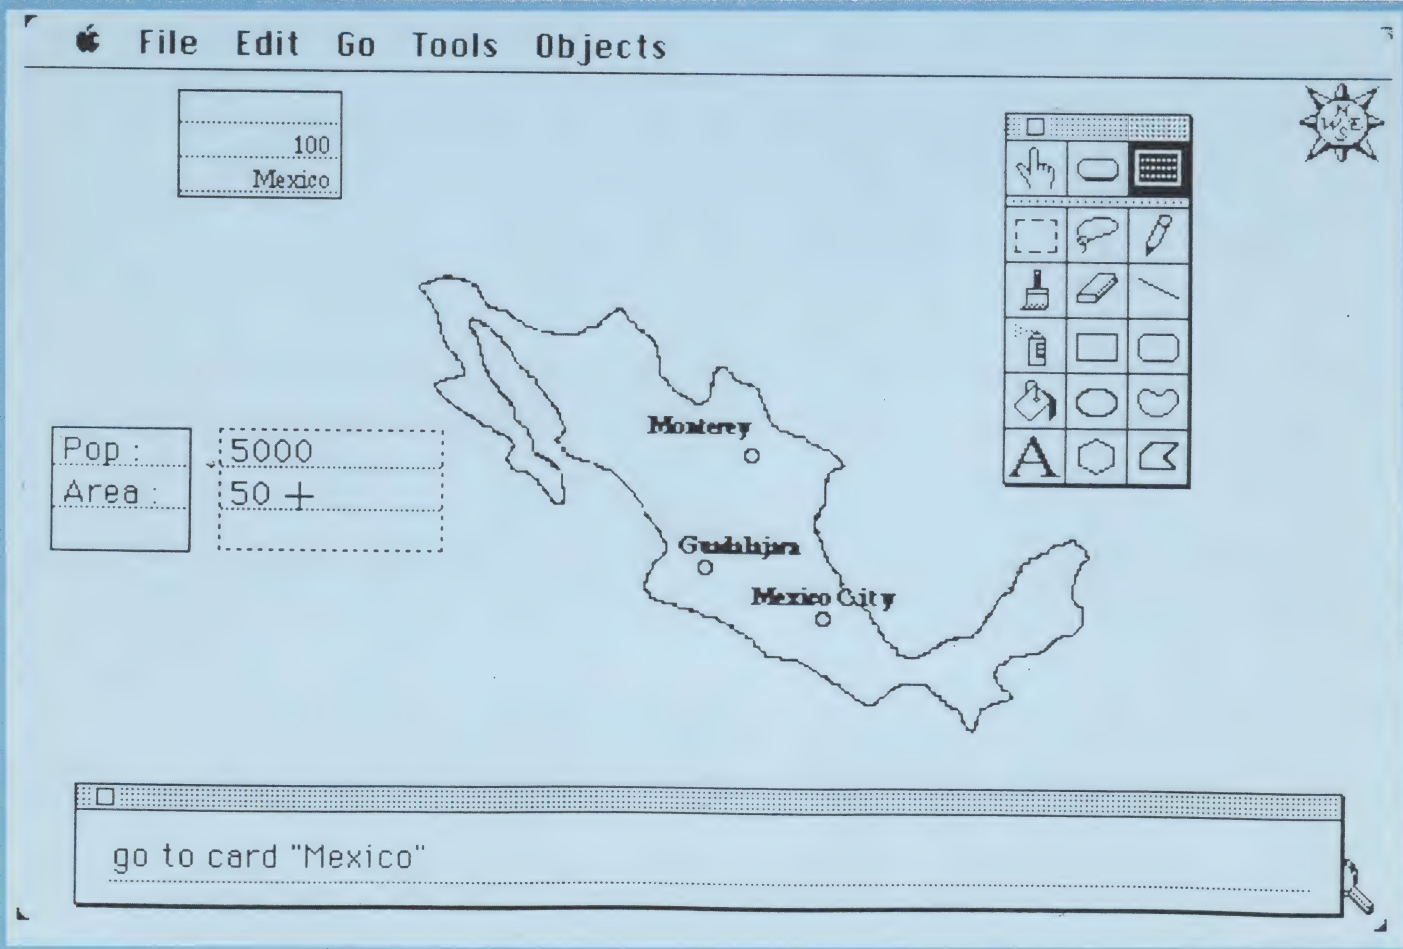 File Edit Go Tools Objects
100
Mexico
N
W E
S
Pop :
5000
Area :
50
Monterey
Guadalajara
Mexico City
A
go to card "Mexico"